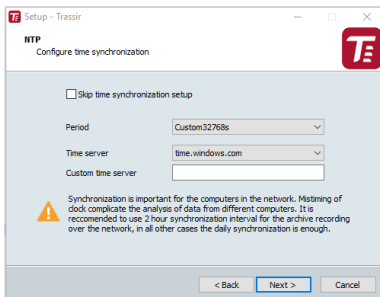 Setup - Trassir
NTP
Configure time synchronization
Skip time synchronization setup
Period
Custom32768s
Time server
time.windows.com
Custom time server
Synchronization is important for the computers in the network. Mistiming of
clock complicate the analysis of data from different computers. It is
reccomended to use 2 hour synchronization interval for the archive recording
over the network, in all other cases the daily synchronization is enough.
< Back
Next >
Cancel